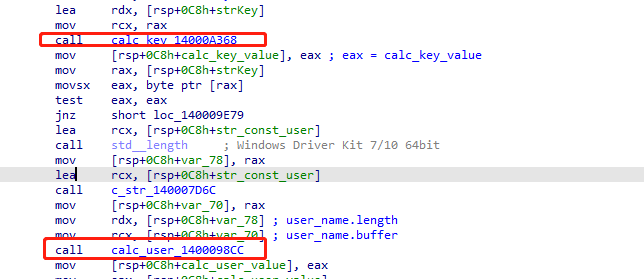 lea rdx, [rsp+0C8h+strKey]
mov rcx, rax
call calc_key_14000A368
mov [rsp+0C8h+calc_key_value], eax ; eax = calc_key_value
mov rax, [rsp+0C8h+strKey]
movsx eax, byte ptr [rax]
test eax, eax
jnz short loc_140009E79
lea rcx, [rsp+0C8h+str_const_user]
call std__length ; Windows Driver Kit 7/10 64bit
mov [rsp+0C8h+var_78], rax
lea rcx, [rsp+0C8h+str_const_user]
call c_str_140007D6C
mov [rsp+0C8h+var_70], rax
mov rdx, [rsp+0C8h+var_78] ; user_name.length
mov rcx, [rsp+0C8h+var_70] ; user_name.buffer
call calc_user_1400098CC
mov [rsp+0C8h+calc_user_value], eax